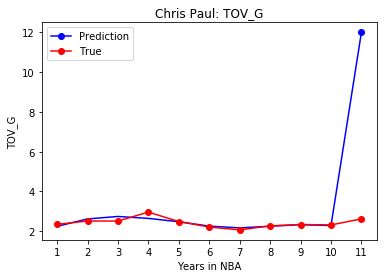 Chris Paul: TOV_G
Prediction
True
12
10
8
6
4
2
TOV_G
1 2 3 4 5 6 7 8 9 10 11
Years in NBA